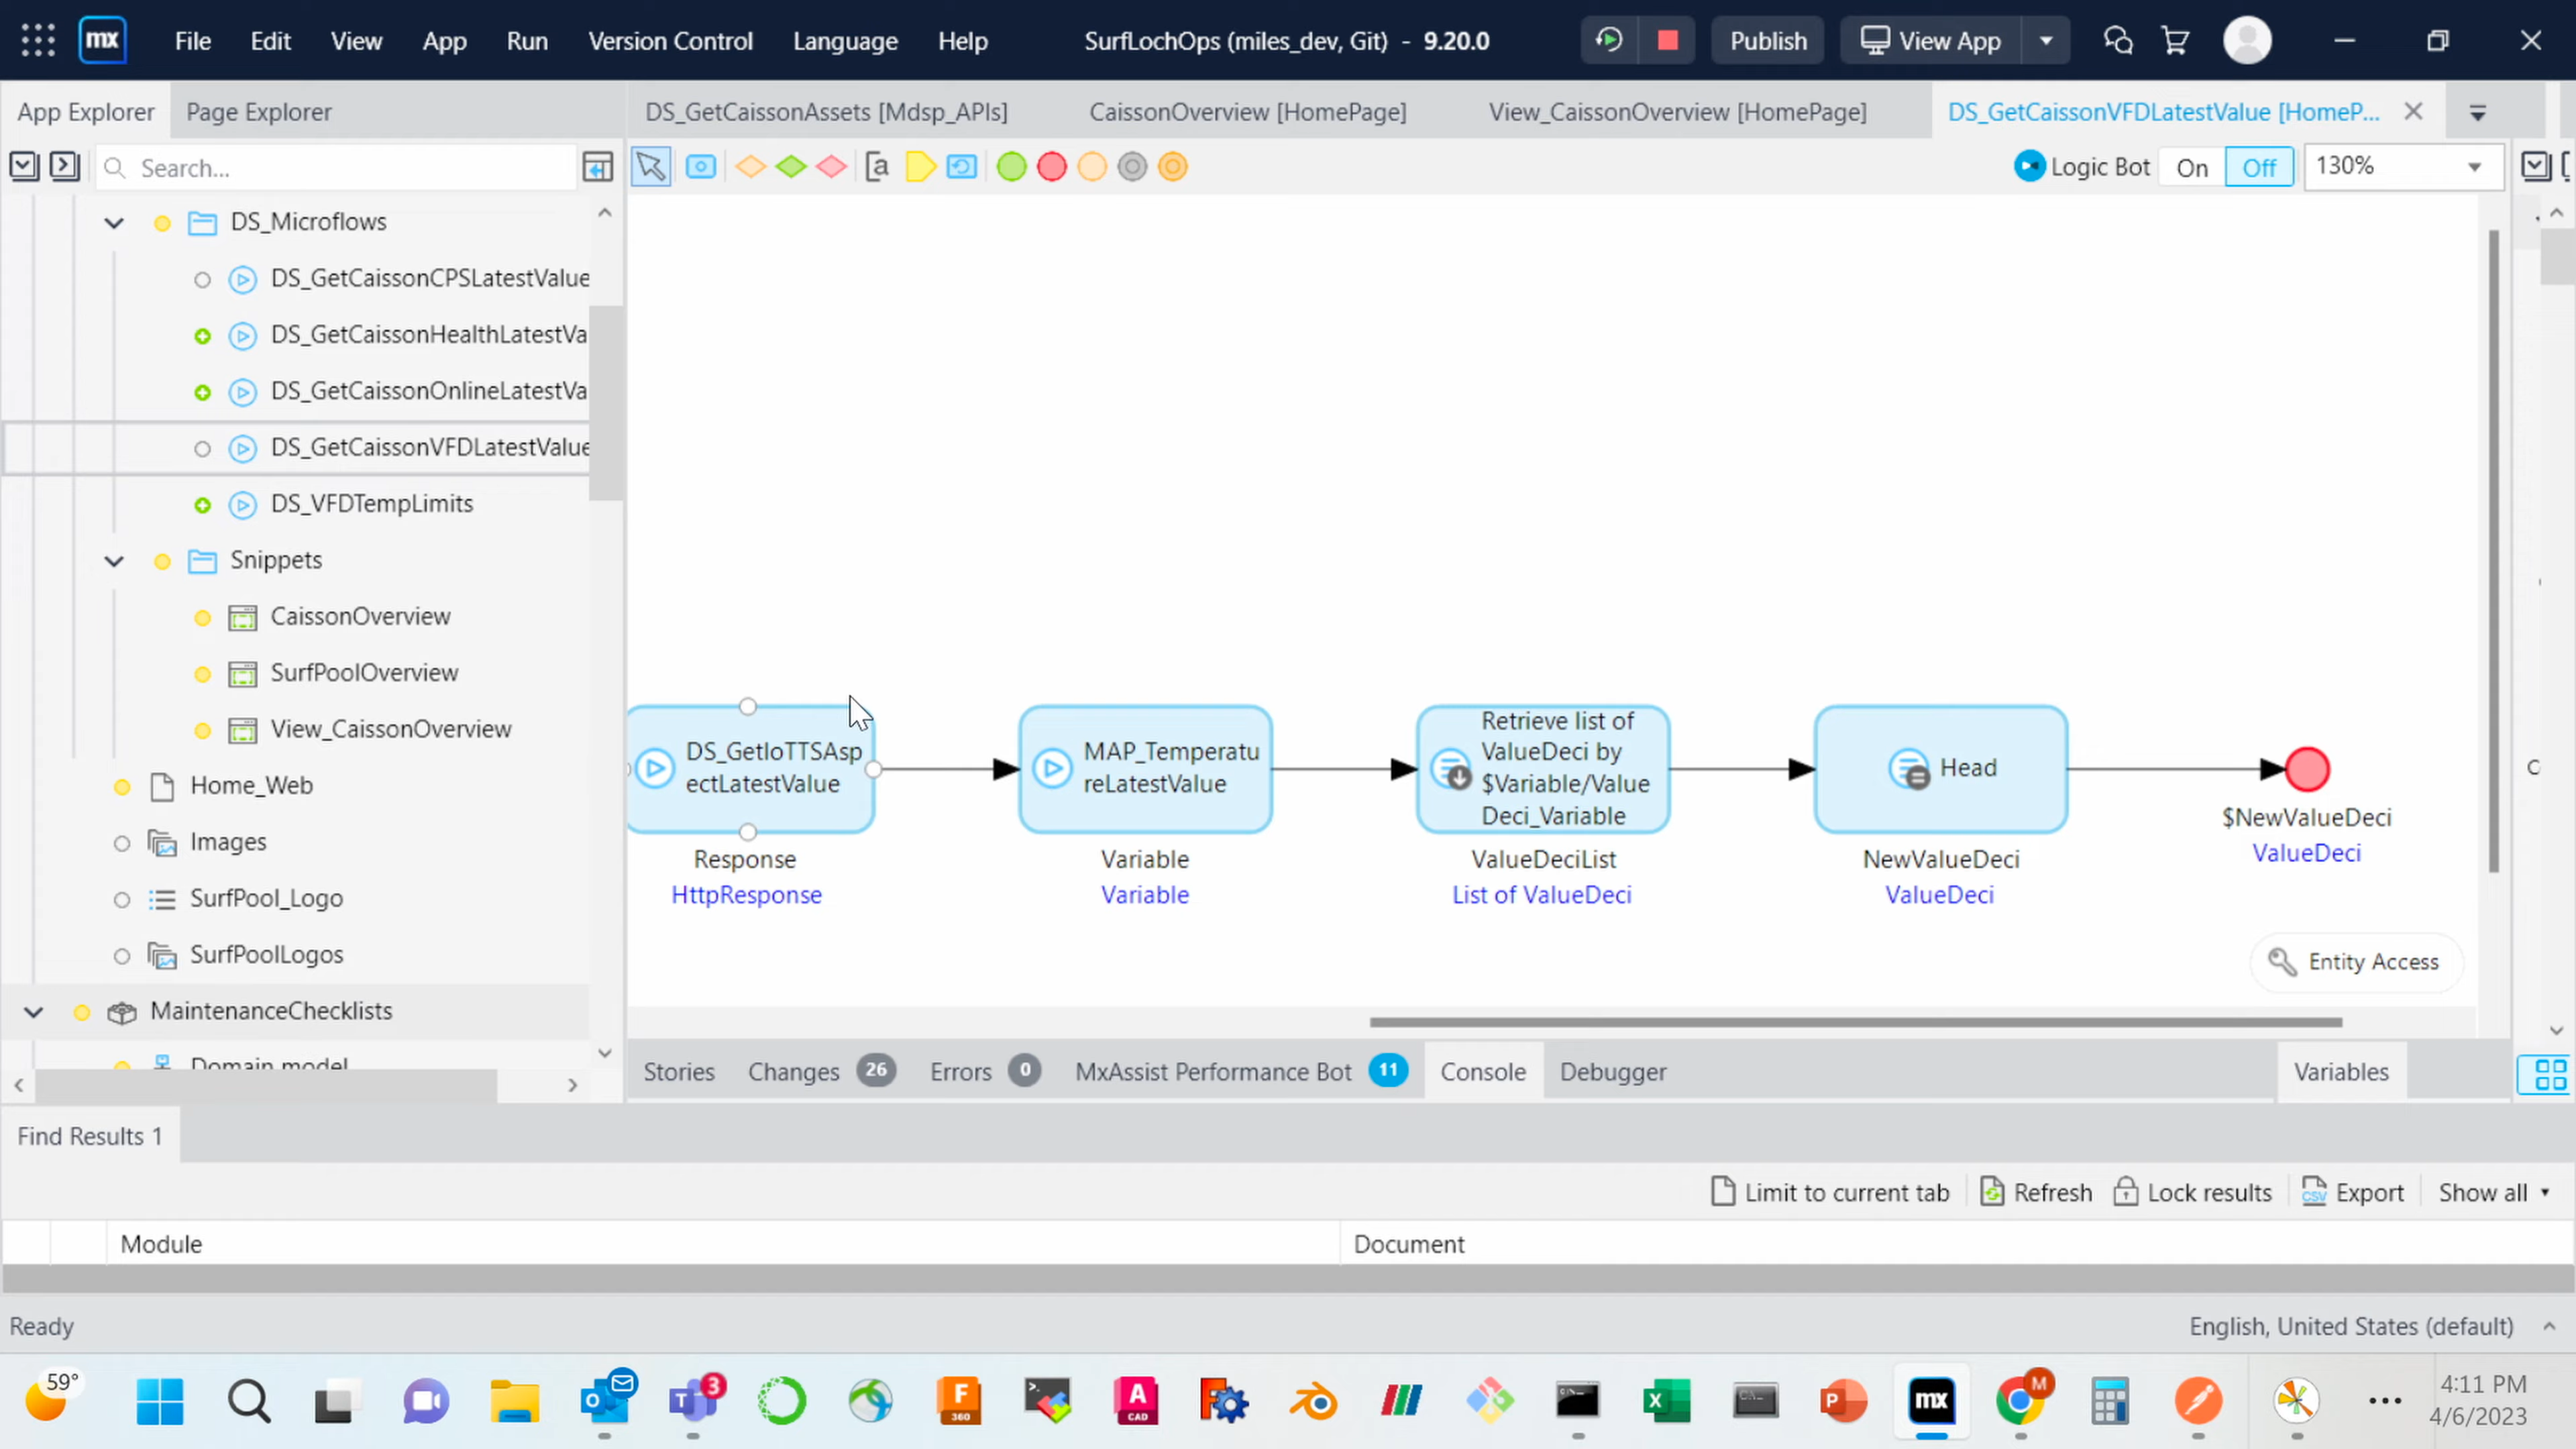 mx File Edit View App Run Version Control Language Help SurfLochOps (miles_dev, Git) - 9.20.0 Publish View App
App Explorer Page Explorer DS_GetCaissonAssets [Mdsp_APIs] CaissonOverview [HomePage] View_CaissonOverview [HomePage] DS_GetCaissonVFDLatestValue [HomeP...
Search... [a Logic Bot On Off 130%
DS_Microflows
DS_GetCaissonCPSLatestValue
DS_GetCaissonHealthLatestVa
DS_GetCaissonOnlineLatestVa
DS_GetCaissonVFDLatestValue
DS_VFDTempLimits
Snippets
CaissonOverview
SurfPoolOverview
View_CaissonOverview
Home_Web
Images
SurfPool_Logo
SurfPoolLogos
MaintenanceChecklists
Domain model
DS_GetIoTTSAsp
ectLatestValue
Response
HttpResponse
MAP_Temperatu
reLatestValue
Variable
Variable
Retrieve list of
ValueDeci by
$Variable/Value
Deci_Variable
ValueDeciList
List of ValueDeci
Head
NewValueDeci
ValueDeci
$NewValueDeci
ValueDeci
Entity Access
Stories Changes 26 Errors 0 MxAssist Performance Bot 11 Console Debugger Variables
Find Results 1
Limit to current tab Refresh Lock results CSV Export Show all
Module Document
Ready English, United States (default)
59° 3 F 360 A CAD X P mx M 4:11 PM
4/6/2023